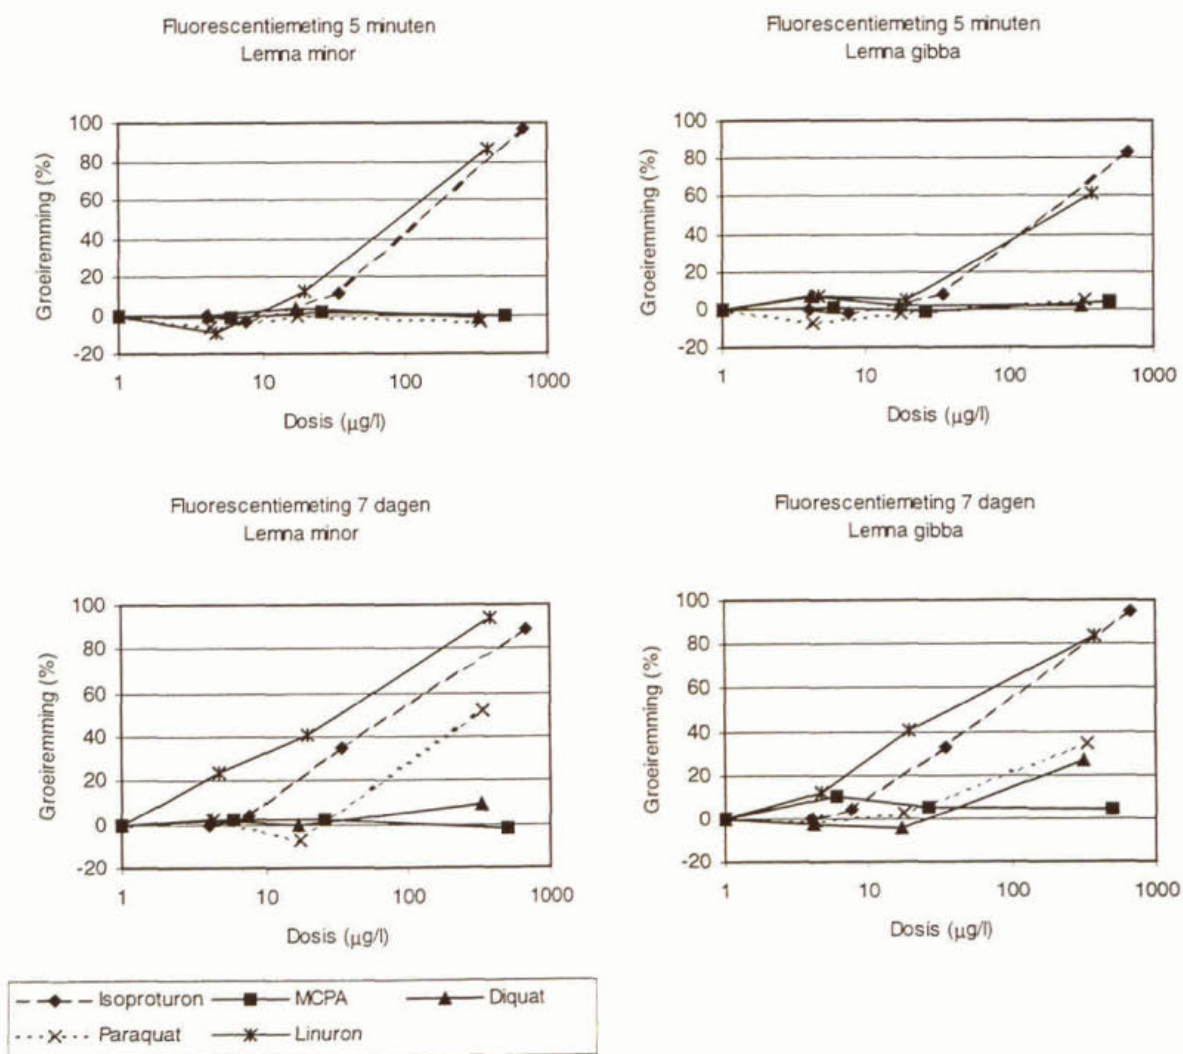 Fluorescentiemeting 5 minuten
Lemna minor
Groeiremming (%)
100
80
60
40
20
0
-20
1 10 100 1000
Dosis (µg/l)
Fluorescentiemeting 5 minuten
Lemna gibba
Groeiremming (%)
100
80
60
40
20
0
-20
1 10 100 1000
Dosis (µg/l)
Fluorescentiemeting 7 dagen
Lemna minor
Groeiremming (%)
100
80
60
40
20
0
-20
1 10 100 1000
Dosis (µg/l)
Fluorescentiemeting 7 dagen
Lemna gibba
Groeiremming (%)
100
80
60
40
20
0
-20
1 10 100 1000
Dosis (µg/l)
Isoproturon MCPA Diquat
Paraquat Linuron